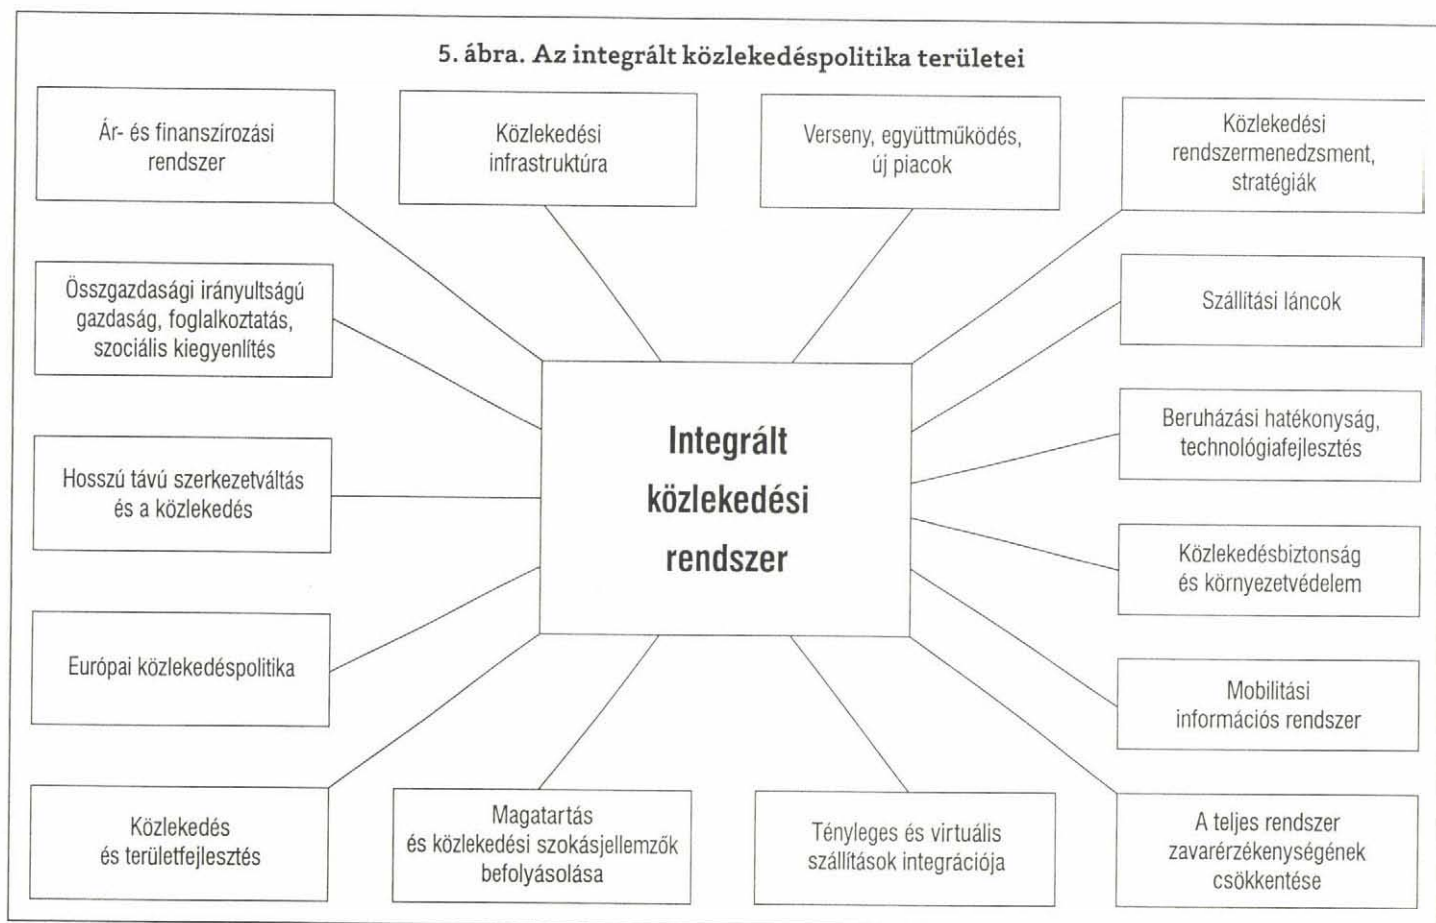 5. ábra. Az integrált közlekedéspolitika területei
Ár- és finanszírozási
rendszer
Közlekedési
infrastruktúra
Verseny, együttműködés,
új piacok
Közlekedési
rendszermenedzsment,
stratégiák
Összgazdasági irányultságú
gazdaság, foglalkoztatás,
szociális kiegyenlítés
Szállítási láncok
Integrált
közlekedési
rendszer
Beruházási hatékonyság,
technológiafejlesztés
Hosszú távú szerkezetváltás
és a közlekedés
Közlekedésbiztonság
és környezetvédelem
Európai közlekedéspolitika
Mobilitási
információs rendszer
Közlekedés
és területfejlesztés
Magatartás
és közlekedési szokásjellemzők
befolyásolása
Tényleges és virtuális
szállítások integrációja
A teljes rendszer
zavarérzékenységének
csökkentése